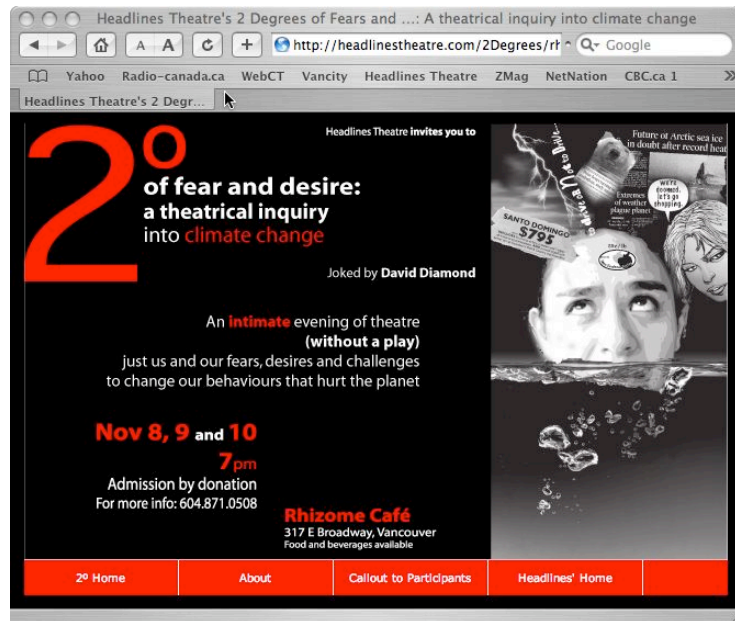 Headlines Theatre's 2 Degrees of Fears and ...: A theatrical inquiry into climate change
A A C + http://headlinestheatre.com/2Degrees/rh Q Google
Yahoo Radio-canada.ca WebCT Vancity Headlines Theatre ZMag NetNation CBC.ca 1 »
Headlines Theatre's 2 Degr...
Headlines Theatre invites you to
2º
of fear and desire:
a theatrical inquiry
into climate change
Joked by David Diamond
An intimate evening of theatre
(without a play)
just us and our fears, desires and challenges
to change our behaviours that hurt the planet
Nov 8, 9 and 10
7pm
Admission by donation
For more info: 604.871.0508
Rhizome Café
317 E Broadway, Vancouver
Food and beverages available
Future of Arctic sea ice
in doubt after record heat
Extremes
of weather
plague planet
we're
doomed.
let's go
shopping.
SANTO DOMINGO
$795
2º Home About Callout to Participants Headlines' Home